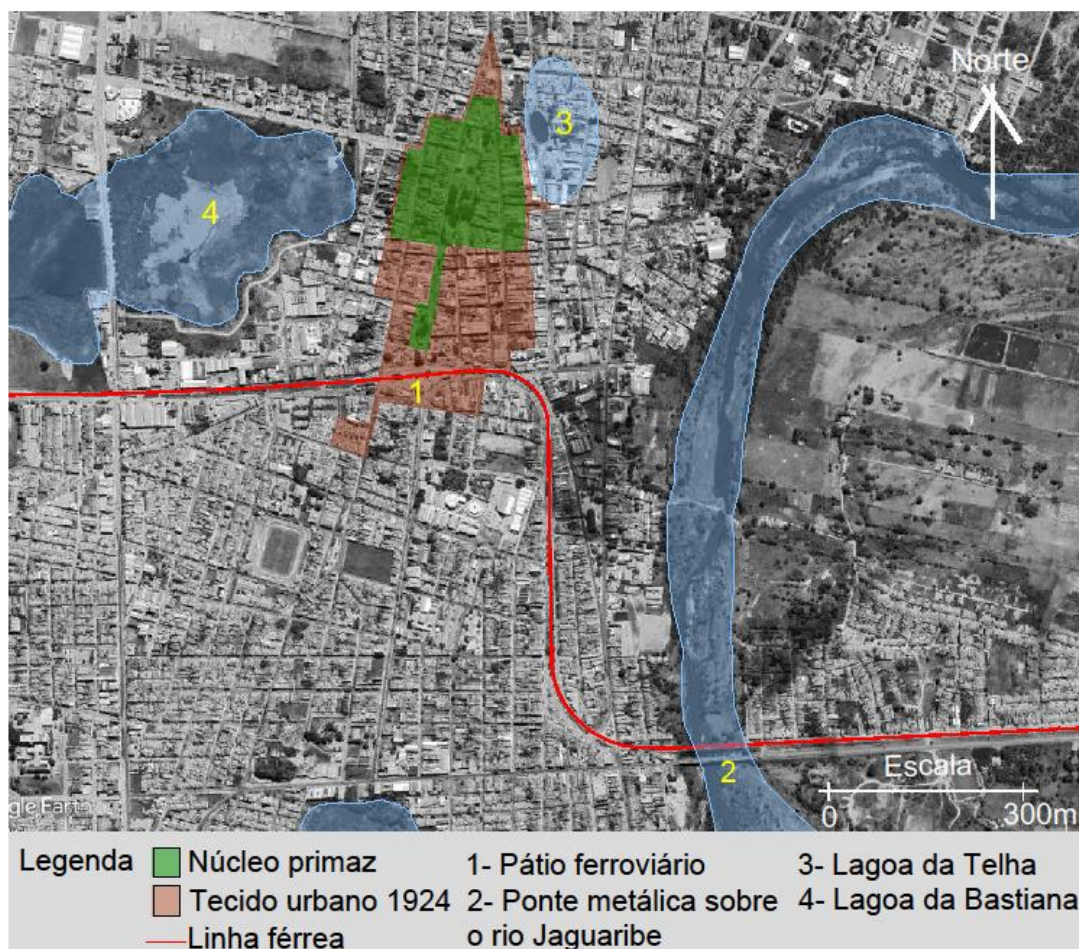 Norte
3
4
1
2
gle Earth
Escala
0 300m
Legenda Núcleo primaz 1- Pátio ferroviário 3- Lagoa da Telha
Tecido urbano 1924 2- Ponte metálica sobre 4- Lagoa da Bastiana
Linha férrea o rio Jaguaribe